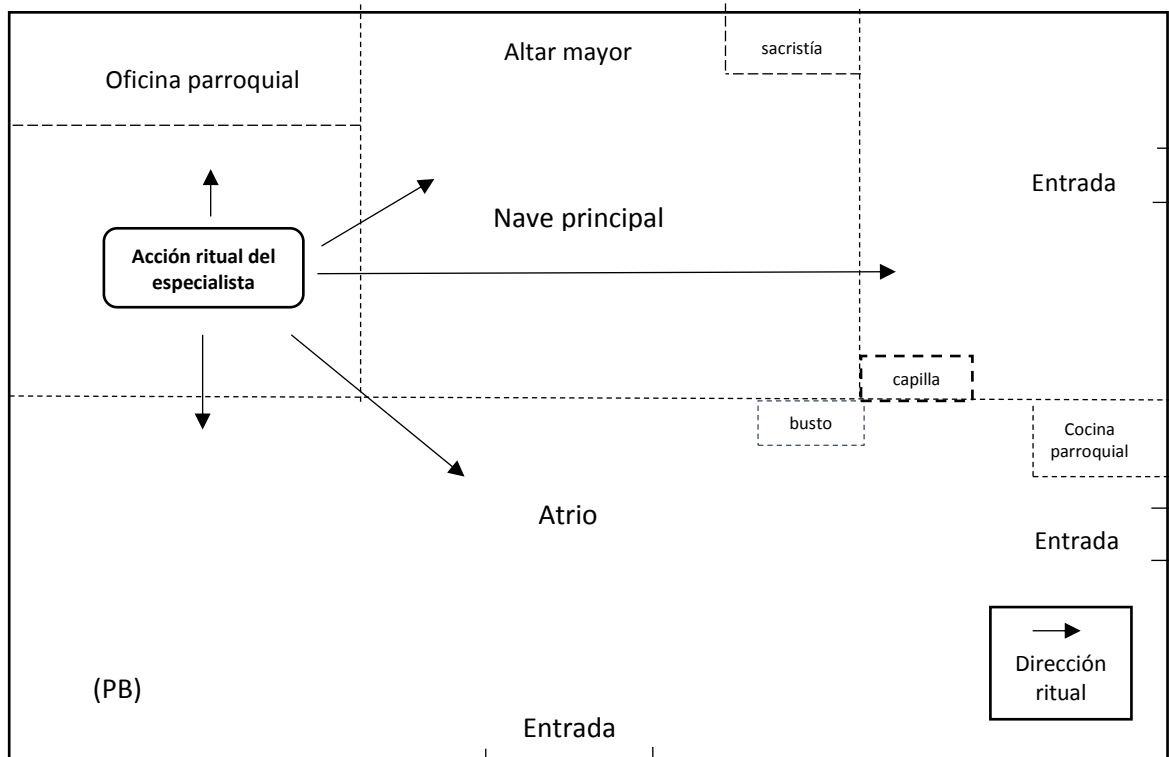 Altar mayor
sacristía
Oficina parroquial
Entrada
Nave principal
Acción ritual del
especialista
capilla
busto
Cocina
parroquial
Atrio
Entrada
Dirección
ritual
(PB)
Entrada